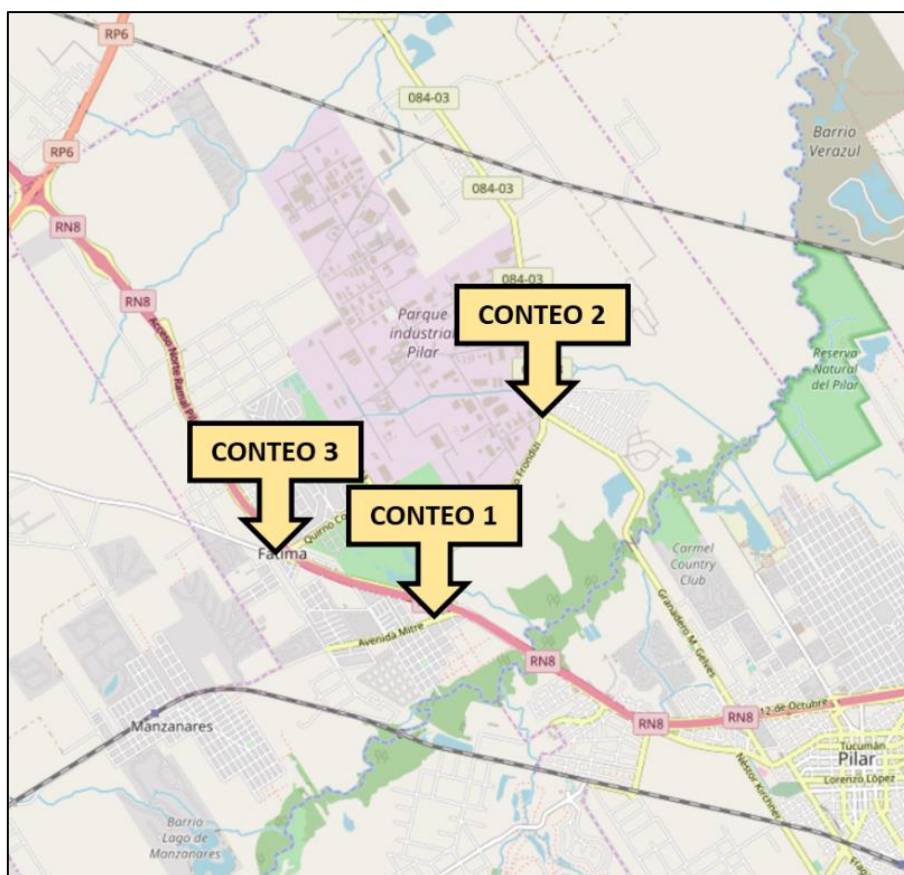 RP6
084-03
RP6
Barrio
Verazul
084-03
RN8
084-03
RN8
CONTEO 2
Parque
industrial
Pilar
Reserva
Natural
del Pilar
CONTEO 3
CONTEO 1
Fátima
Carmel
Country
Club
Granadero M. Gelves
Avenida Mitre
RN8
12 de Octubre
RN8
RN8
Manzanares
Tucumán
Pilar
Lorenzo López
Néstor Kirchner
Barrio
Lago de
Manzanares